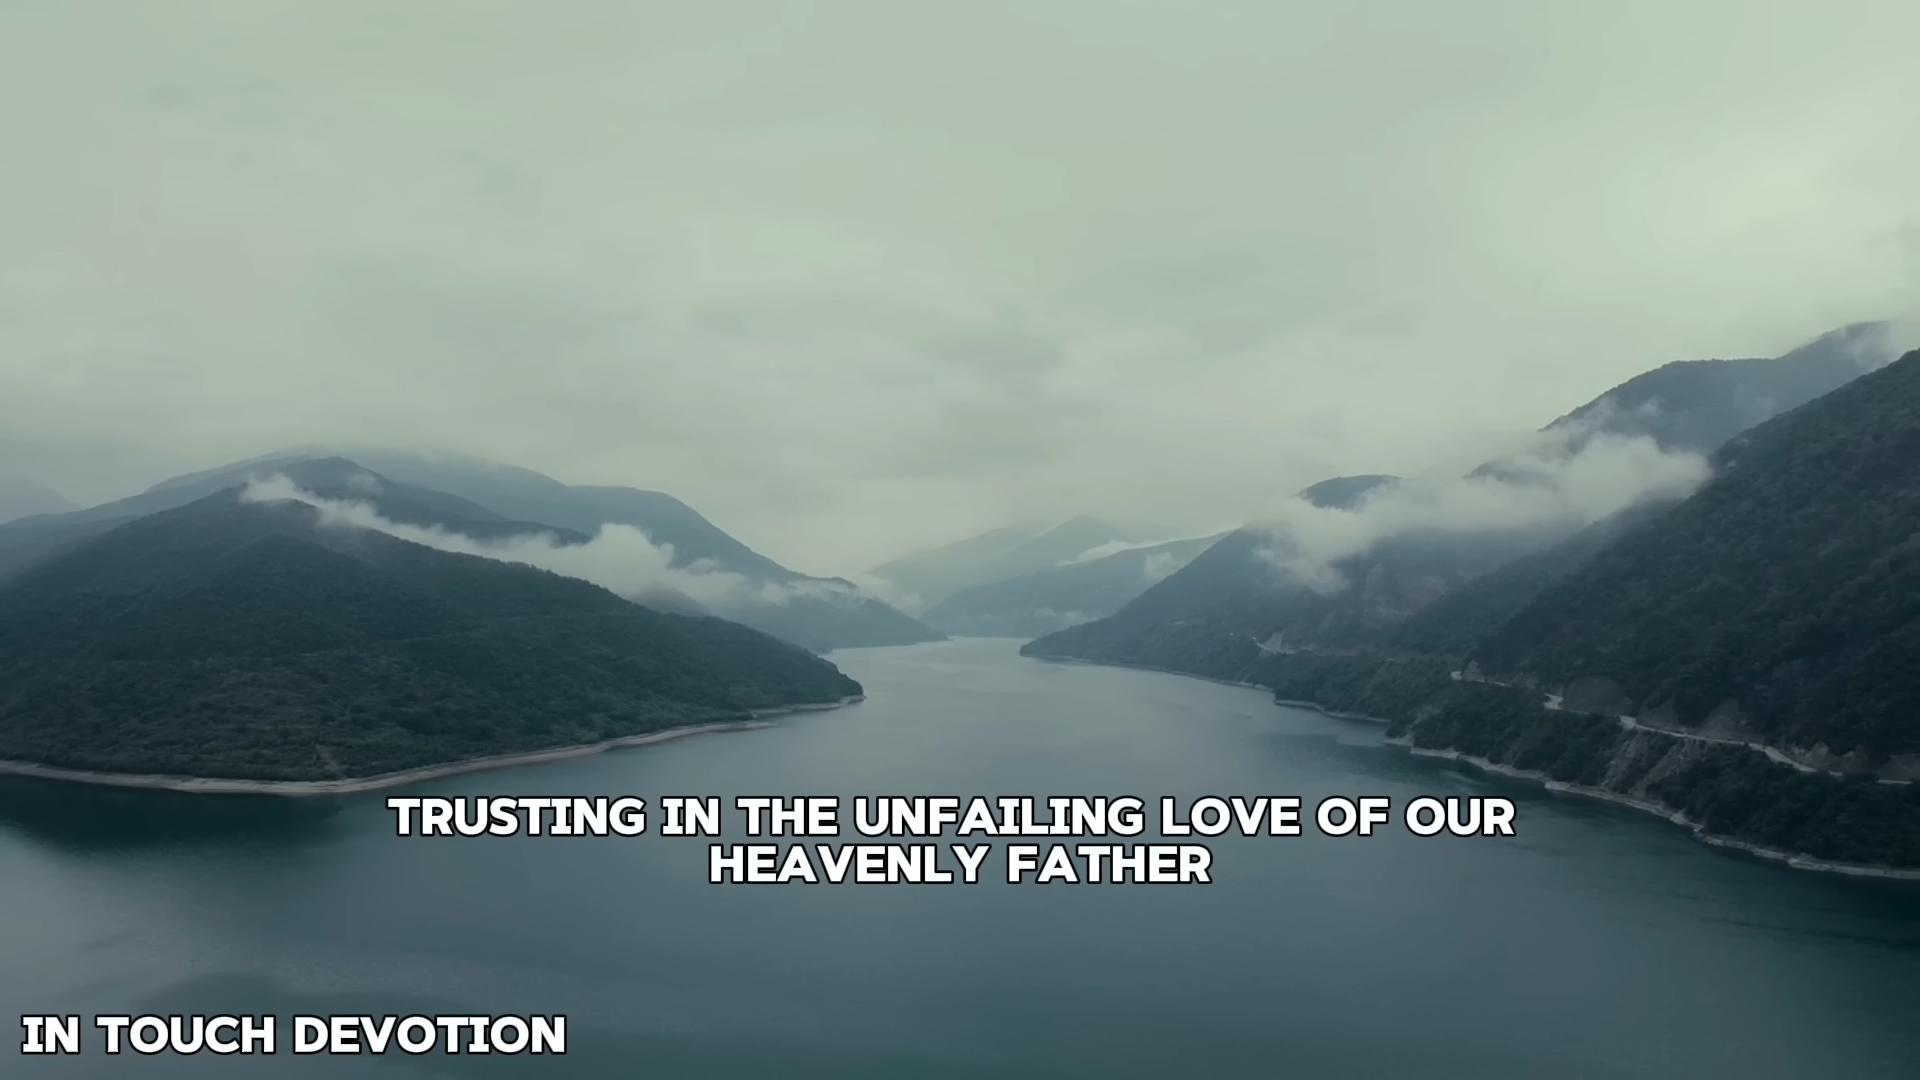 TRUSTING IN THE UNFAILING LOVE OF OUR
HEAVENLY FATHER
IN TOUCH DEVOTION